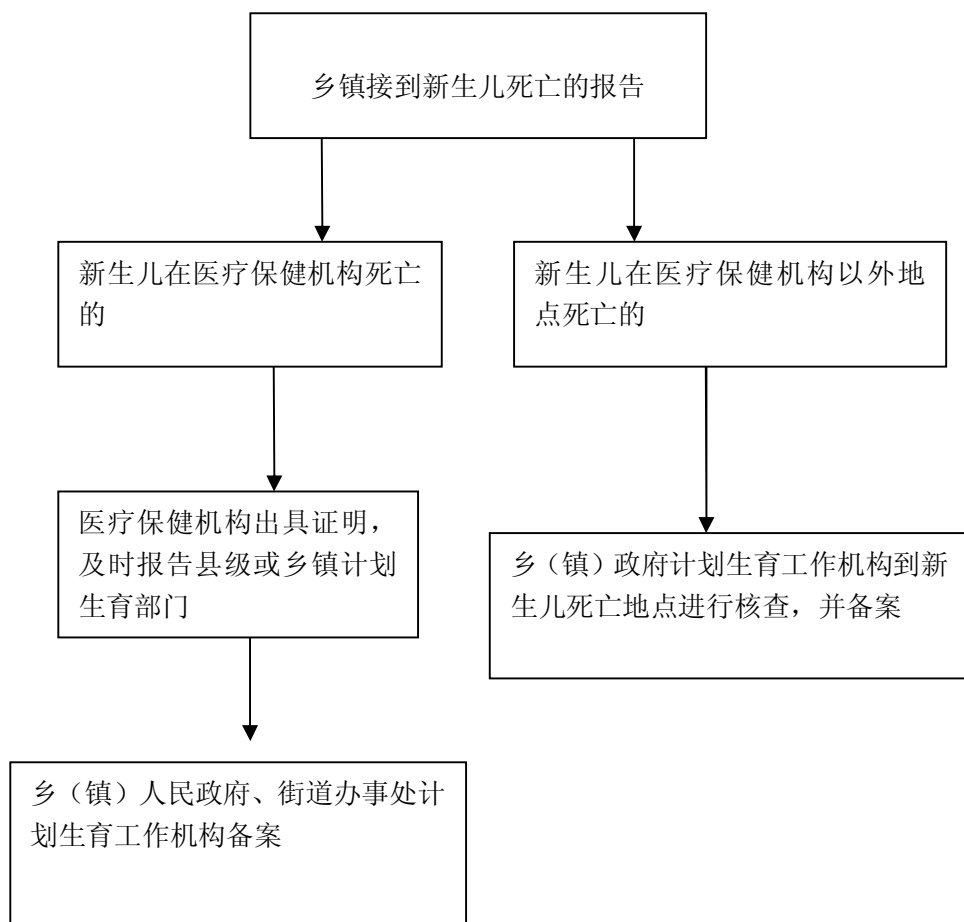 乡镇接到新生儿死亡的报告
新生儿在医疗保健机构死亡
的
新生儿在医疗保健机构以外地
点死亡的
医疗保健机构出具证明，
及时报告县级或乡镇计划
生育部门
乡（镇）政府计划生育工作机构到新
生儿死亡地点进行核查，并备案
乡（镇）人民政府、街道办事处计
划生育工作机构备案